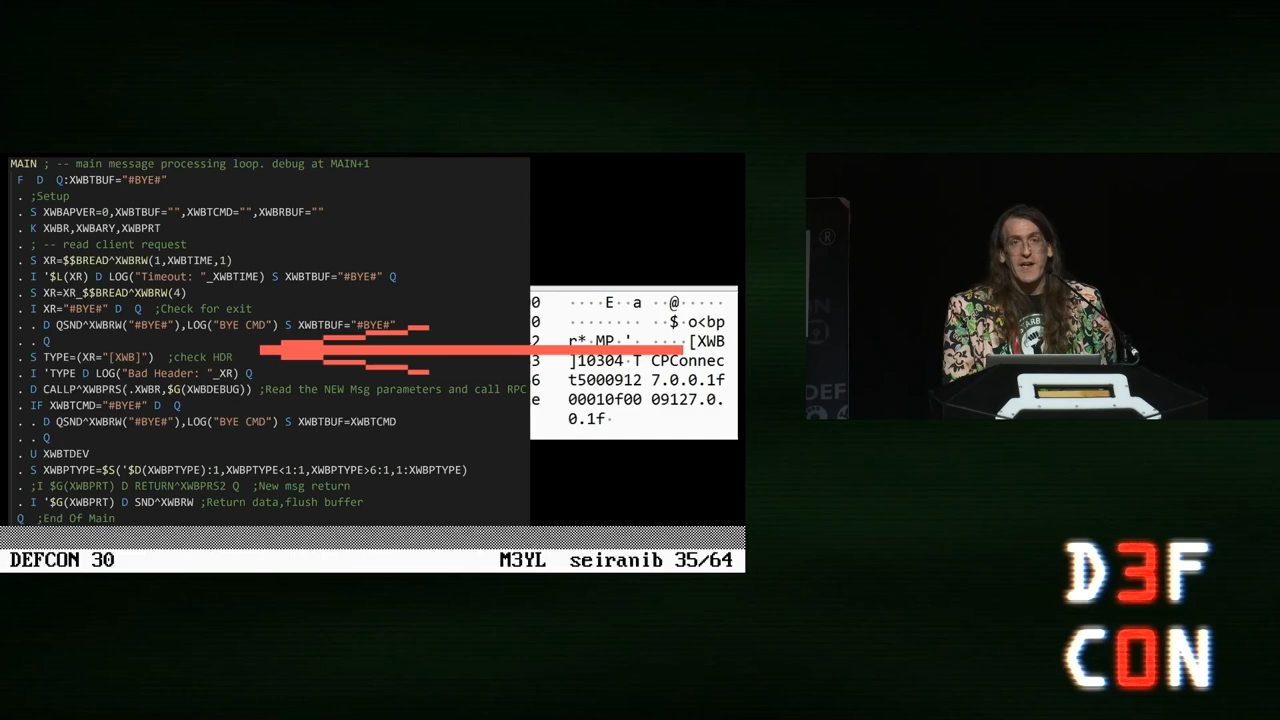 MAIN ; -- main message processing loop. debug at MAIN+1
F  D  Q:XWBTBUF="#BYE#"
. ;Setup
. S XWBAPVER=0,XWBTBUF="",XWBTCMD="",XWBRBUF=""
. K XWBR,XWBARY,XWBPRT
. ; -- read client request
. S XR=$$BREAD^XWBRW(1,XWBTIME,1)
. I '$L(XR) D LOG("Timeout: "_XWBTIME) S XWBTBUF="#BYE#" Q
. S XR=XR_$$BREAD^XWBRW(4)
. I XR="#BYE#" D  Q  ;Check for exit
. . D QSND^XWBRW("#BYE#"),LOG("BYE CMD") S XWBTBUF="#BYE#"
. . Q
. S TYPE=(XR="[XWB]")  ;check HDR
. I 'TYPE D LOG("Bad Header: "_XR) Q
. D CALLP^XWBPRS(.XWBR,$G(XWBDEBUG)) ;Read the NEW Msg parameters and call RPC
. IF XWBTCMD="#BYE#" D  Q
. . D QSND^XWBRW("#BYE#"),LOG("BYE CMD") S XWBTBUF=XWBTCMD
. . Q
. U XWBTDEV
. S XWBPTYPE=$S('$D(XWBPTYPE):1,XWBPTYPE<1:1,XWBPTYPE>6:1,1:XWBPTYPE)
. ;I $G(XWBPRT) D RETURN^XWBPRS2 Q  ;New msg return
. I '$G(XWBPRT) D SND^XWBRW ;Return data,flush buffer
Q  ;End Of Main
0 ····E··a ··@·····
0 ········ $·o<bp
2 r*·MP·'· ····[XWB
3 ]10304·T CPConnec
6 t5000912 7.0.0.1f
e 00010f00 09127.0.
0.1f·
DEFCON 30
M3YL seiranib 35/64
®
DEF
D3F
C0N